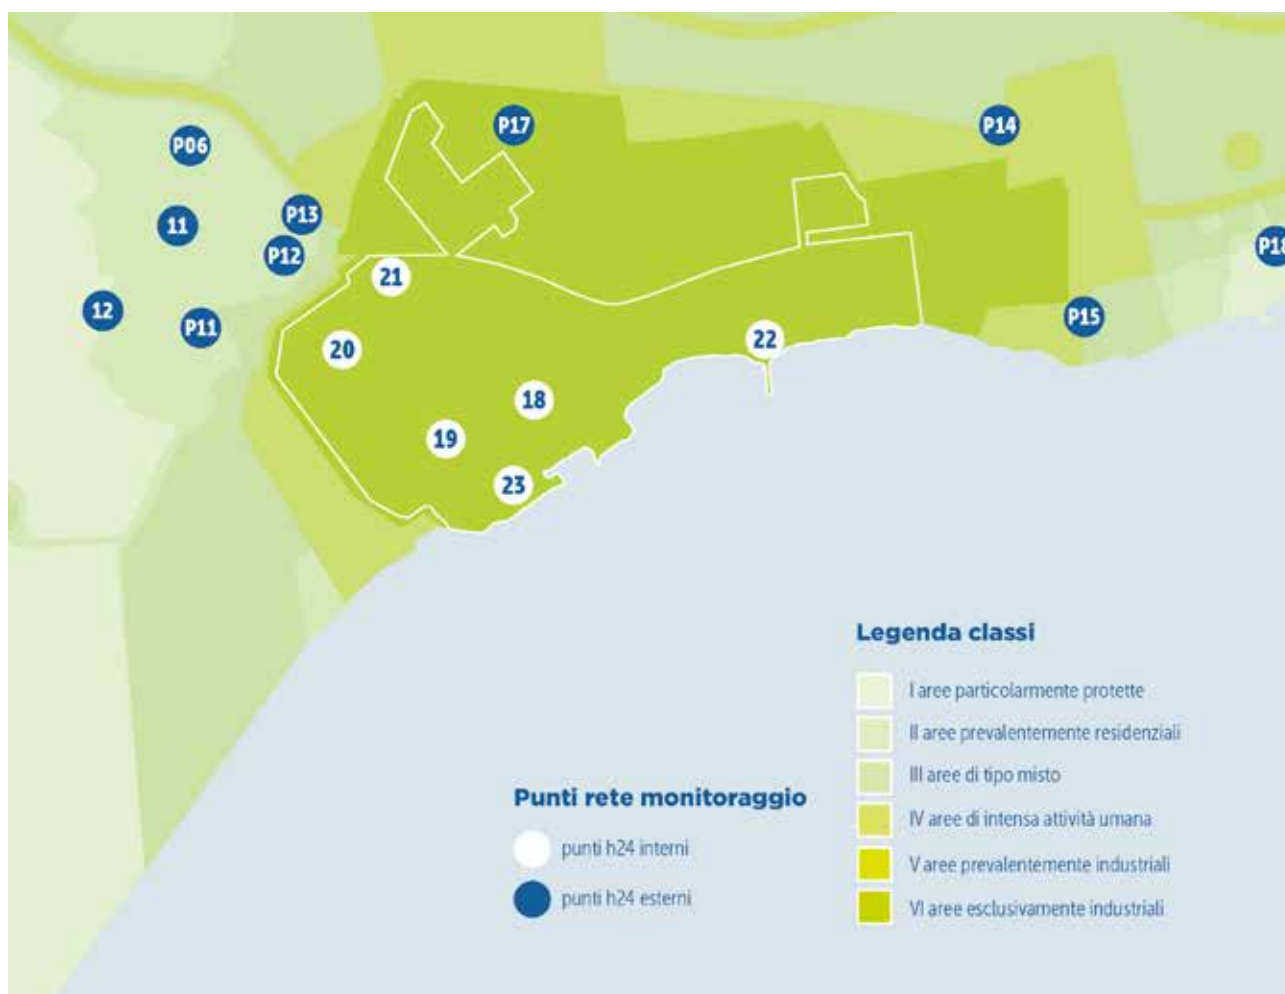 P17
P14
P06
P13
11
P18
P12
21
12
P15
P11
22
20
18
19
23
Legenda classi
I aree particolarmente protette
II aree prevalentemente residenziali
III aree di tipo misto
IV aree di intensa attività umana
V aree prevalentemente industriali
VI aree esclusivamente industriali
Punti rete monitoraggio
punti h24 interni
punti h24 esterni